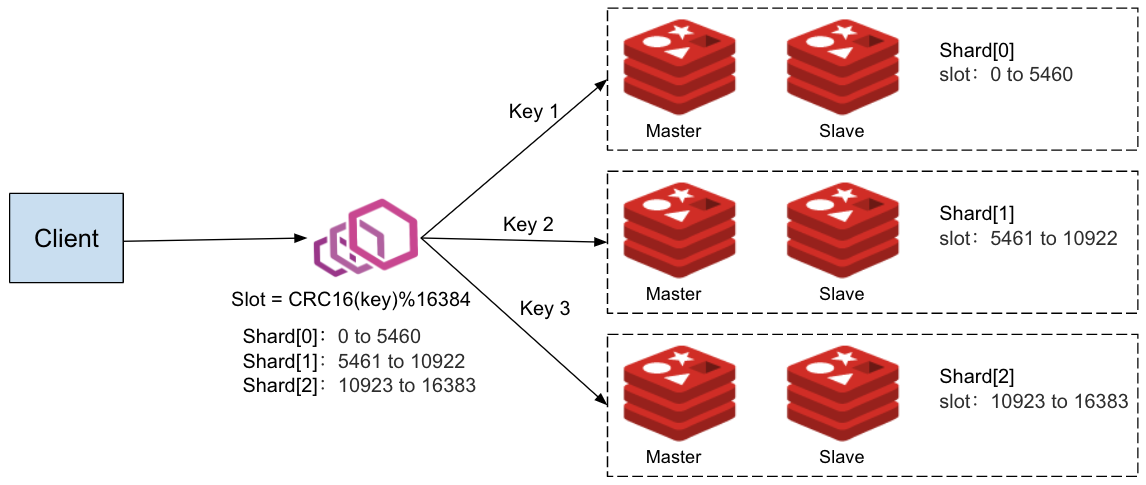 Client
Slot = CRC16(key)%16384
Shard[0]：0 to 5460
Shard[1]：5461 to 10922
Shard[2]：10923 to 16383
Key 1
Key 2
Key 3
Master
Slave
Shard[0]
slot：0 to 5460
Master
Slave
Shard[1]
slot：5461 to 10922
Master
Slave
Shard[2]
slot：10923 to 16383